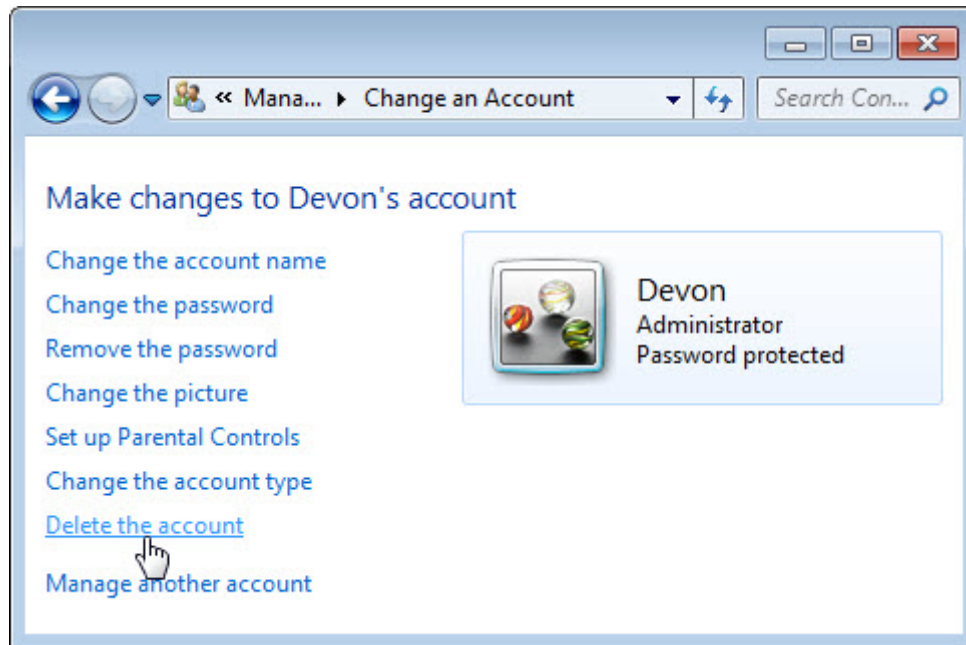 « Mana... Change an Account Search Con...
Make changes to Devon's account
Change the account name
Change the password
Remove the password
Change the picture
Set up Parental Controls
Change the account type
Delete the account
Manage another account
Devon
Administrator
Password protected